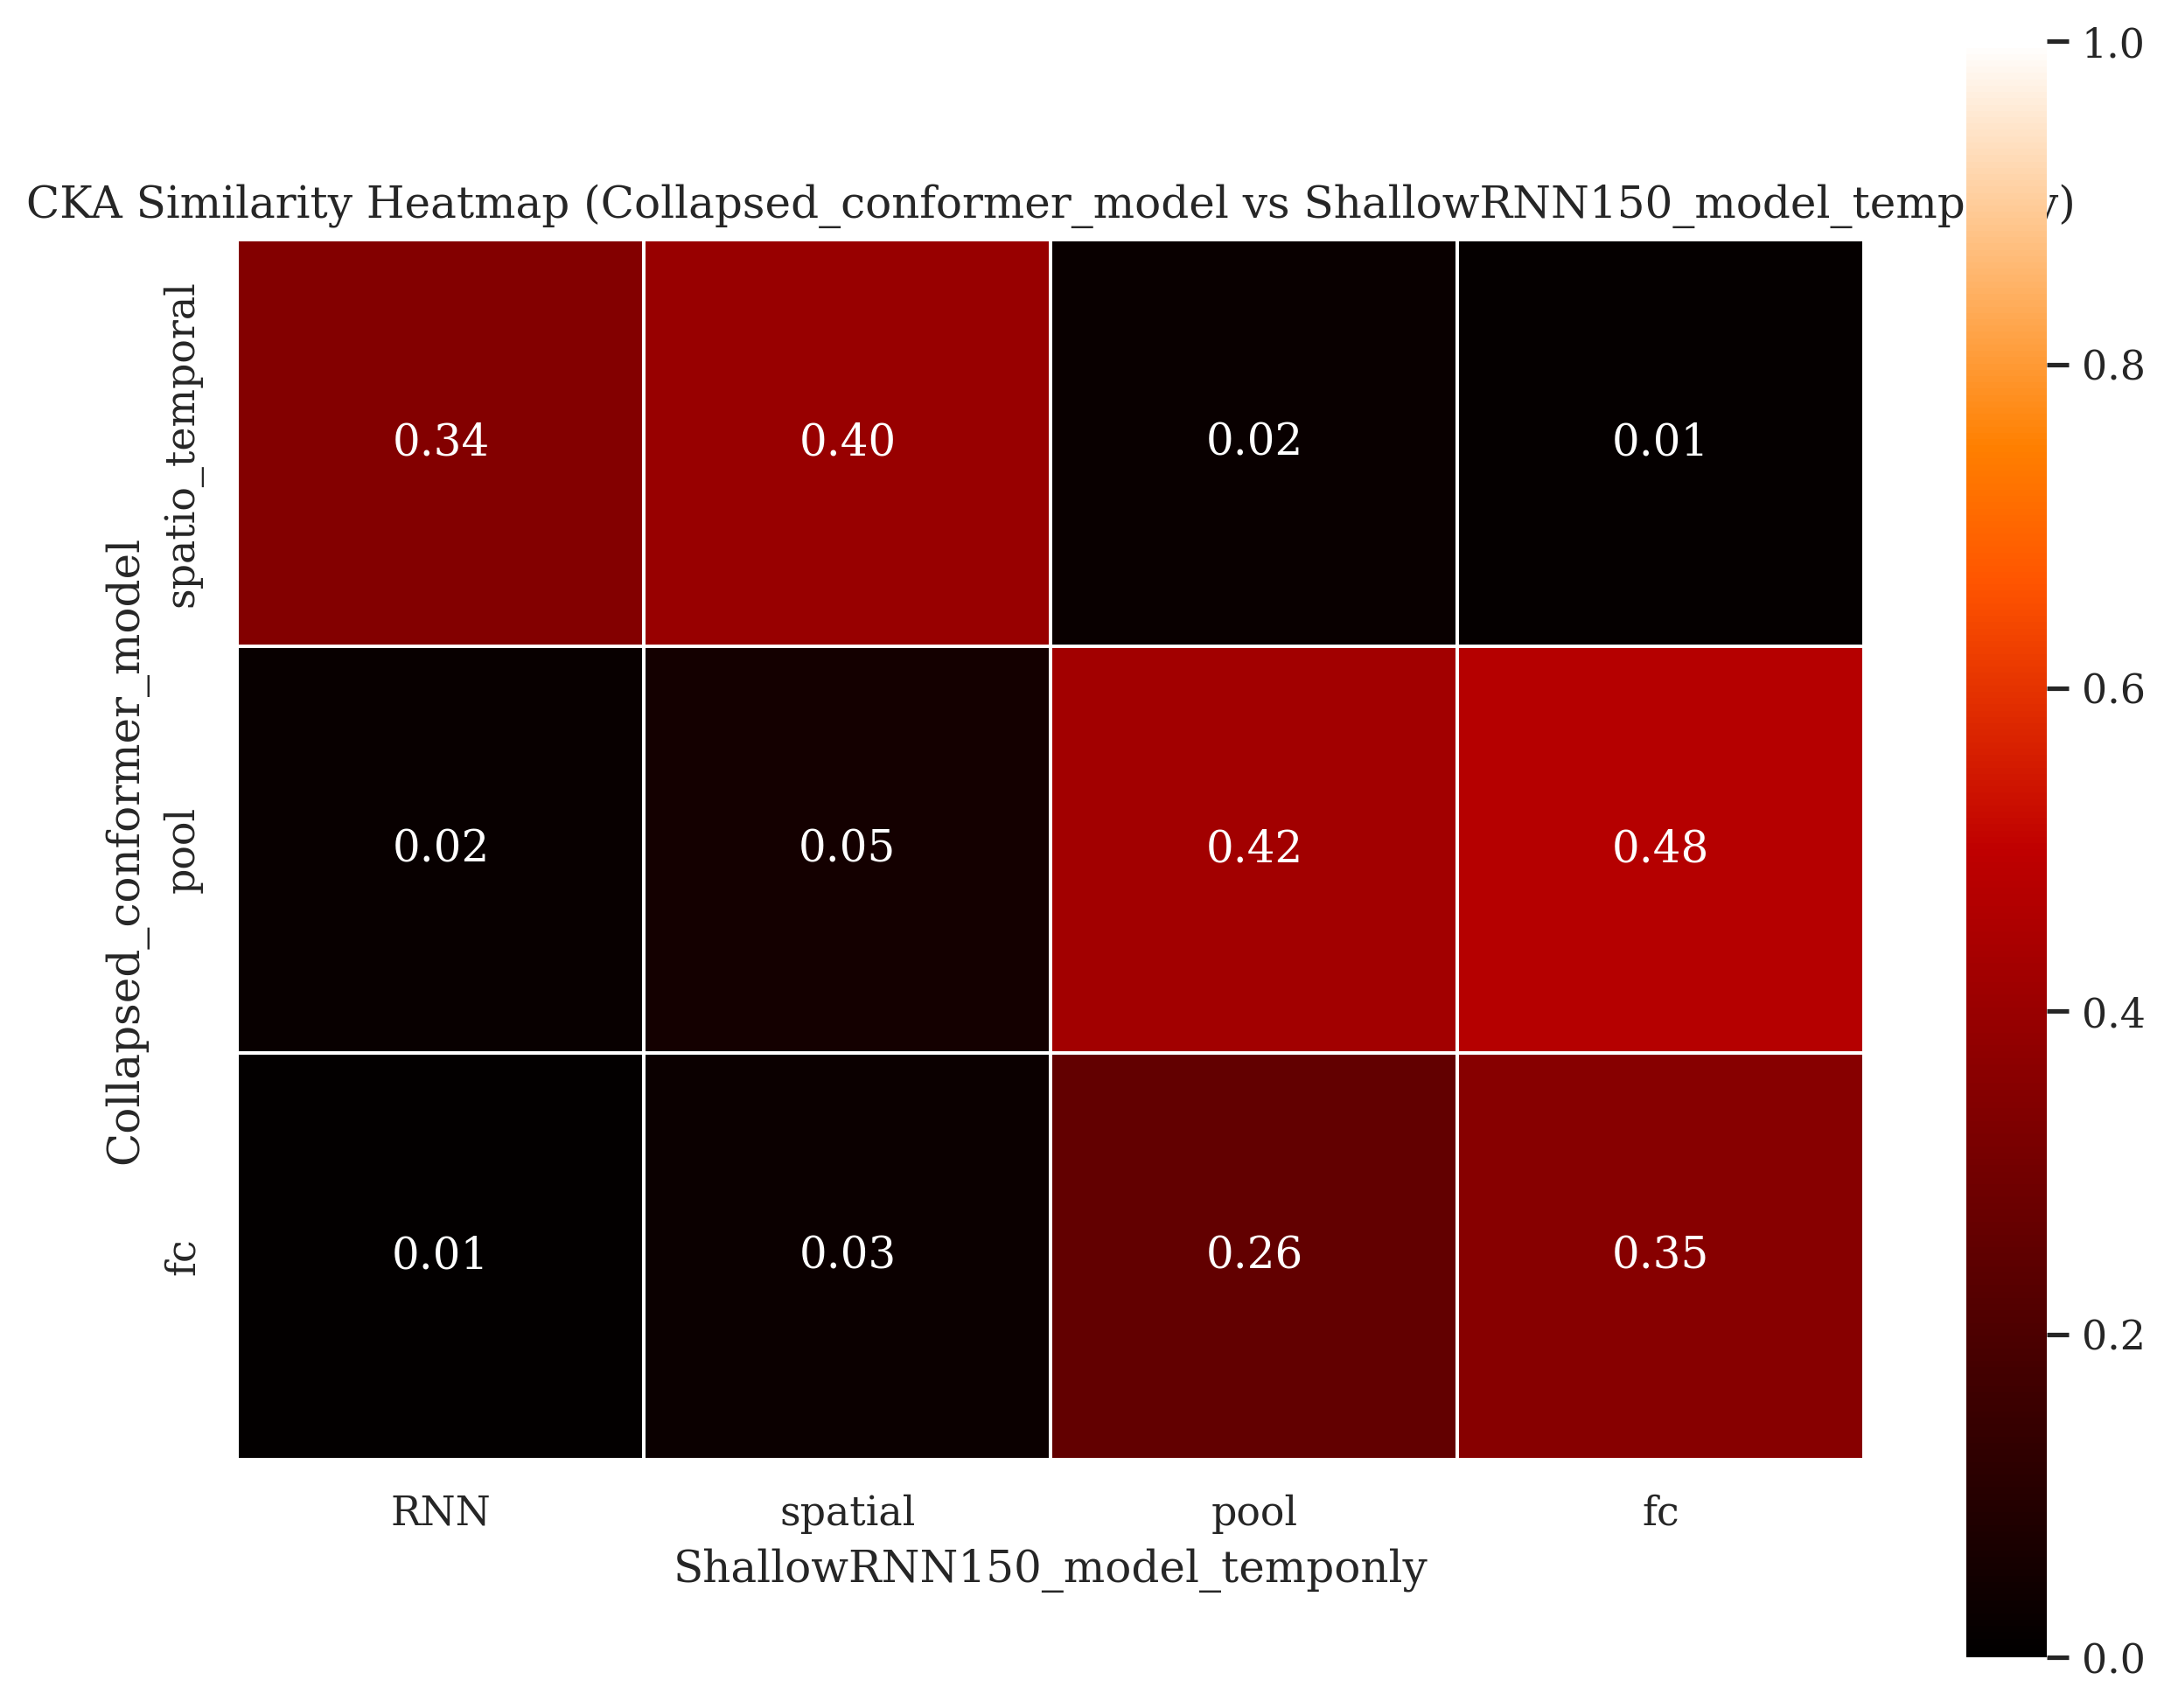 CKA Similarity Heatmap (Collapsed_conformer_model vs ShallowRNN150_model_temp y)
Collapsed_conformer_model
spatio_temporal
0.34 0.40 0.02 0.01
pool
0.02 0.05 0.42 0.48
fc
0.01 0.03 0.26 0.35
RNN spatial pool fc
ShallowRNN150_model_temponly
1.0
0.8
0.6
0.4
0.2
0.0